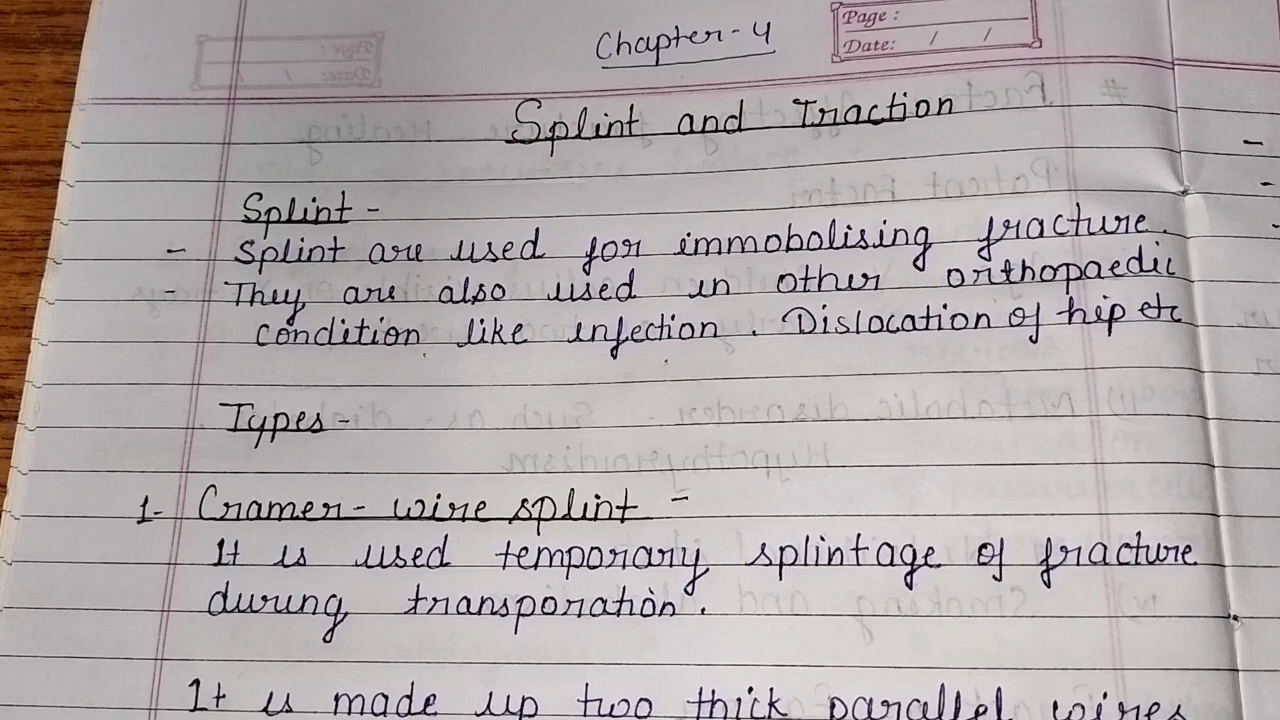 Chapter-4
Page :
Date: / /
Splint and Traction
Splint -
- Splint are used for immobolising fracture.
- They are also used in other orthopaedic
condition like infection. Dislocation of hip etc
Types-
1- Cramer- wire splint -
It is used temporary splintage of fracture
during transporation.
It is made up two thick parallel wires